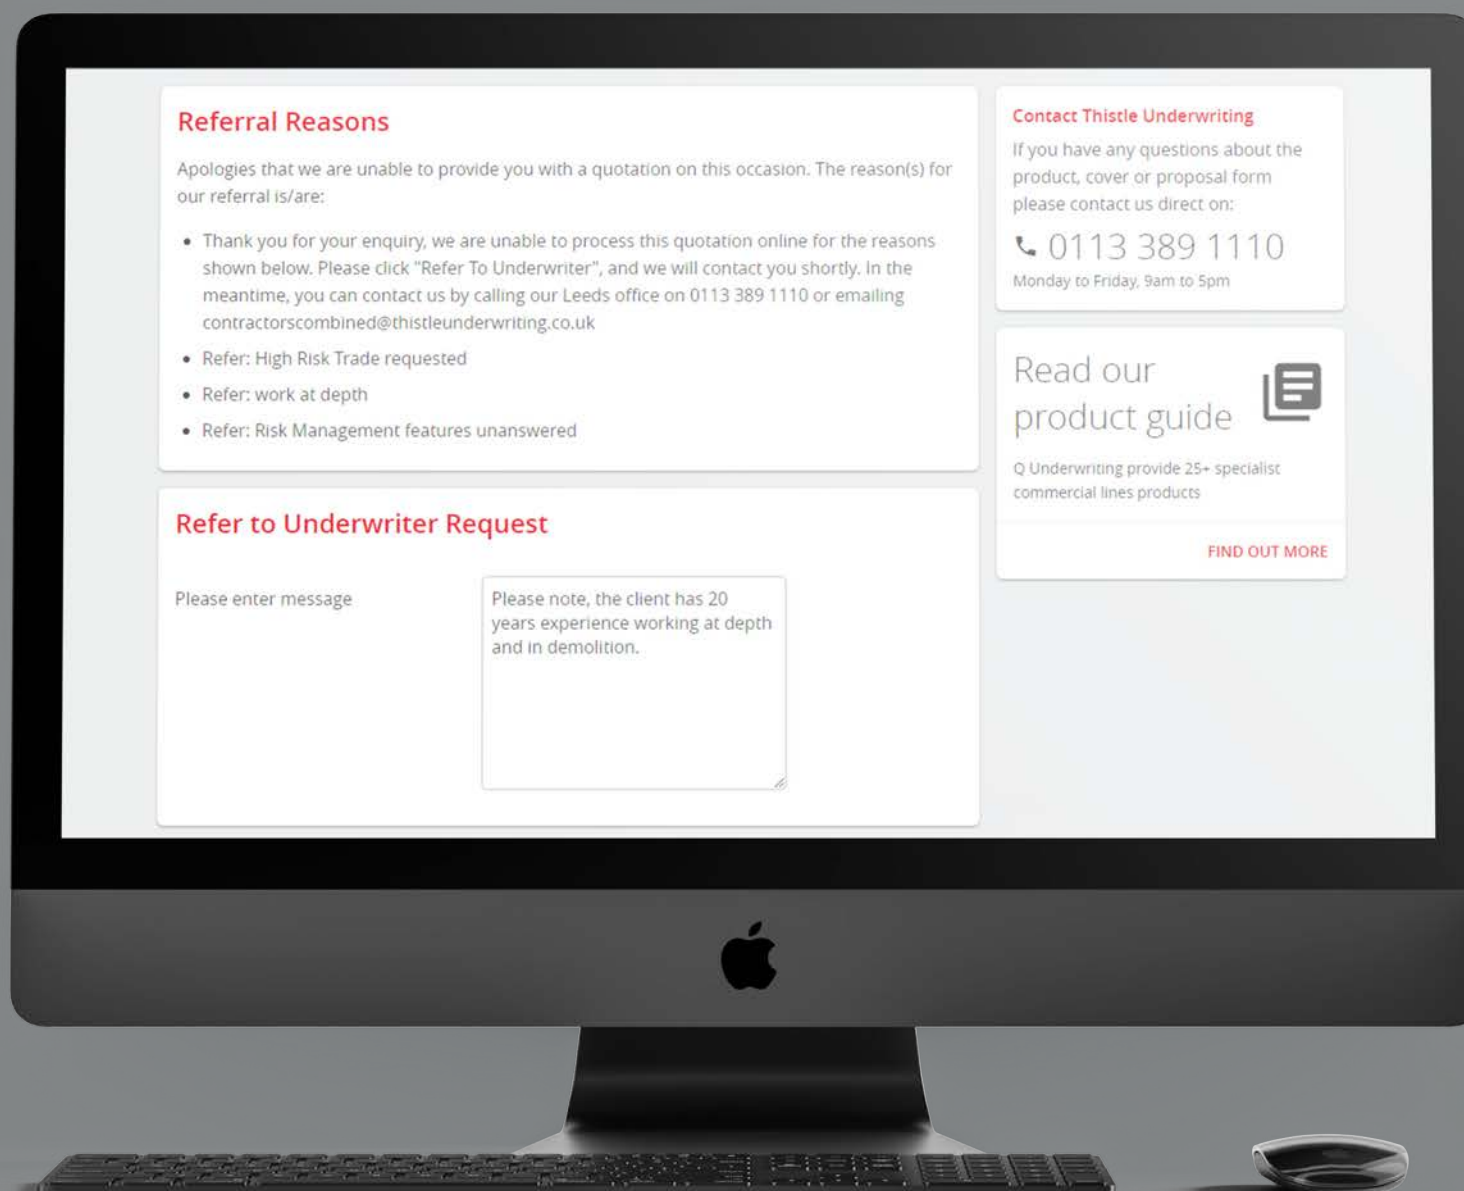 Referral Reasons
Apologies that we are unable to provide you with a quotation on this occasion. The reason(s) for
our referral is/are:
• Thank you for your enquiry, we are unable to process this quotation online for the reasons
shown below. Please click "Refer To Underwriter", and we will contact you shortly. In the
meantime, you can contact us by calling our Leeds office on 0113 389 1110 or emailing
contractorscombined@thistleunderwriting.co.uk
• Refer: High Risk Trade requested
• Refer: work at depth
• Refer: Risk Management features unanswered
Refer to Underwriter Request
Please enter message
Please note, the client has 20
years experience working at depth
and in demolition.
Contact Thistle Underwriting
If you have any questions about the
product, cover or proposal form
please contact us direct on:
0113 389 1110
Monday to Friday, 9am to 5pm
Read our
product guide
Q Underwriting provide 25+ specialist
commercial lines products
FIND OUT MORE